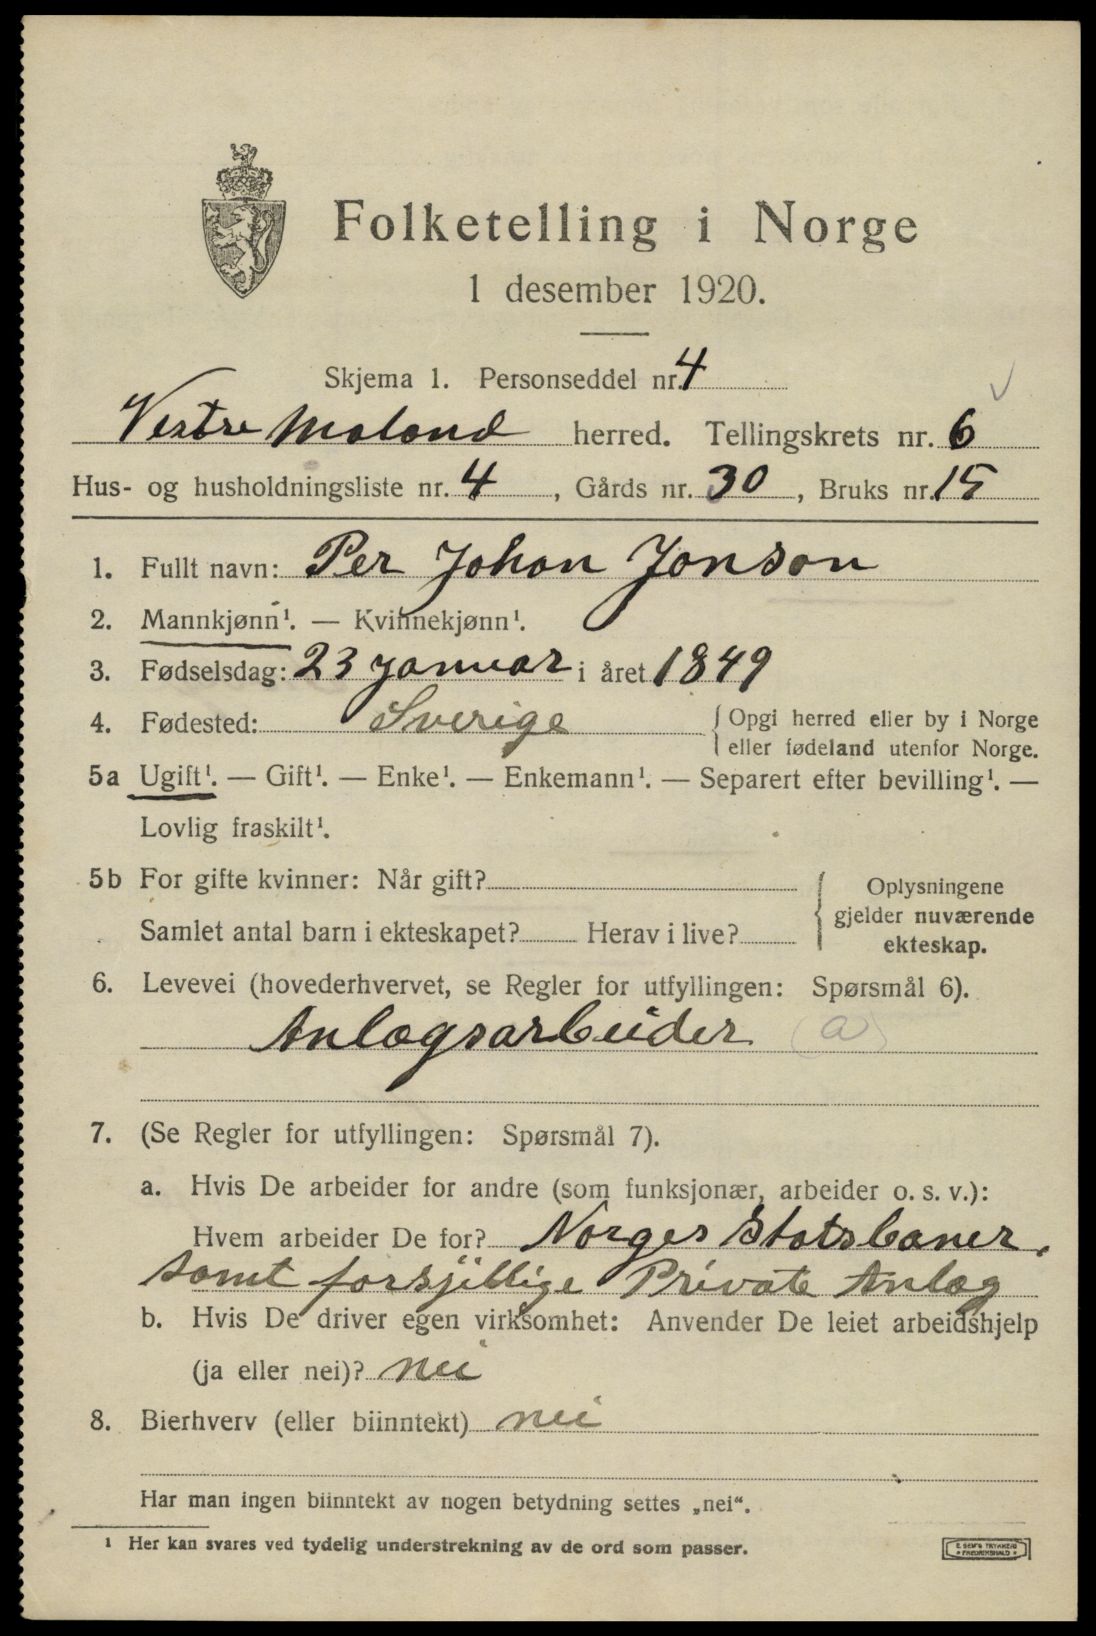 Folketelling i Norge
1 desember 1920.
Skjema 1. Personseddel nr. 4
Vestre Moland herred. Tellingskrets nr. 6
Hus- og husholdningsliste nr. 4, Gårds nr. 30, Bruks nr. 15
1. Fullt navn: Per Johan Jonson
2. Mannkjønn¹. — Kvinnekjønn¹.
3. Fødselsdag: 23 januar i året 1849
4. Fødested: Sverige { Opgi herred eller by i Norge
eller fødeland utenfor Norge.
5a Ugift¹. — Gift¹. — Enke¹. — Enkemann¹. — Separert efter bevilling¹. —
Lovlig fraskilt¹.
5b For gifte kvinner: Når gift? { Oplysningene
gjelder nuværende
Samlet antal barn i ekteskapet? Herav i live? ekteskap.
6. Levevei (hovederhvervet, se Regler for utfyllingen: Spørsmål 6).
Anlægsarbeider (a)
7. (Se Regler for utfyllingen: Spørsmål 7).
a. Hvis De arbeider for andre (som funksjonær, arbeider o. s. v.):
Hvem arbeider De for? Norges Statsbaner,
samt forsjillige Private Anlæg
b. Hvis De driver egen virksomhet: Anvender De leiet arbeidshjelp
(ja eller nei)? nei
8. Bierhverv (eller biinntekt) nei
Har man ingen biinntekt av nogen betydning settes „nei“.
¹ Her kan svares ved tydelig understrekning av de ord som passer.
E. SEM'S TRYKKERI
• FREDRIKSHALD •